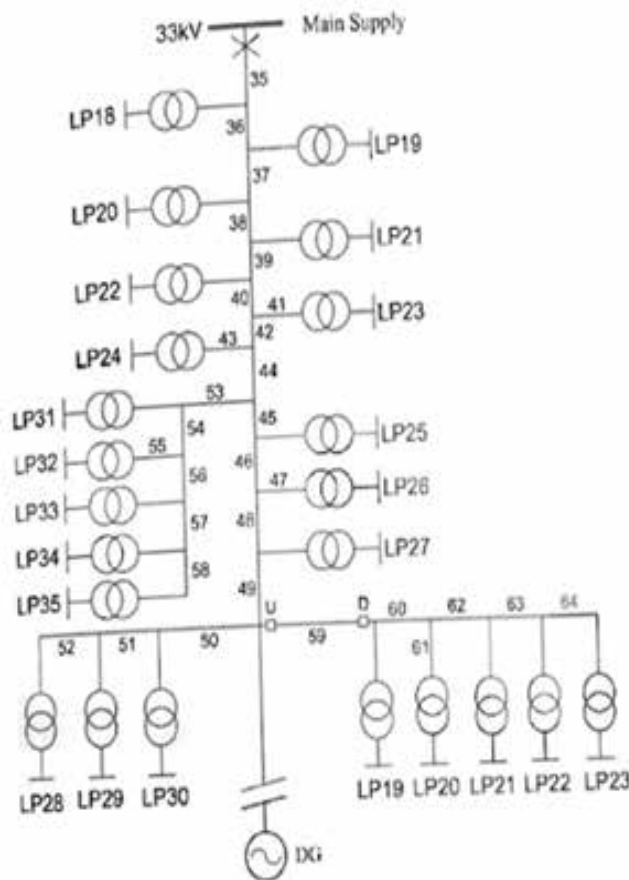 33kV Main Supply
35
LP18
36
LP19
37
LP20
38
LP21
39
LP22
40
41
LP23
42
LP24
43
44
53
LP31
54
45
LP25
LP32
55
46
47
LP26
56
LP33
48
LP27
57
LP34
58
49
LP35
U
D
52
51
50
59
60
62
63
64
61
LP28
LP29
LP30
LP19
LP20
LP21
LP22
LP23
DG